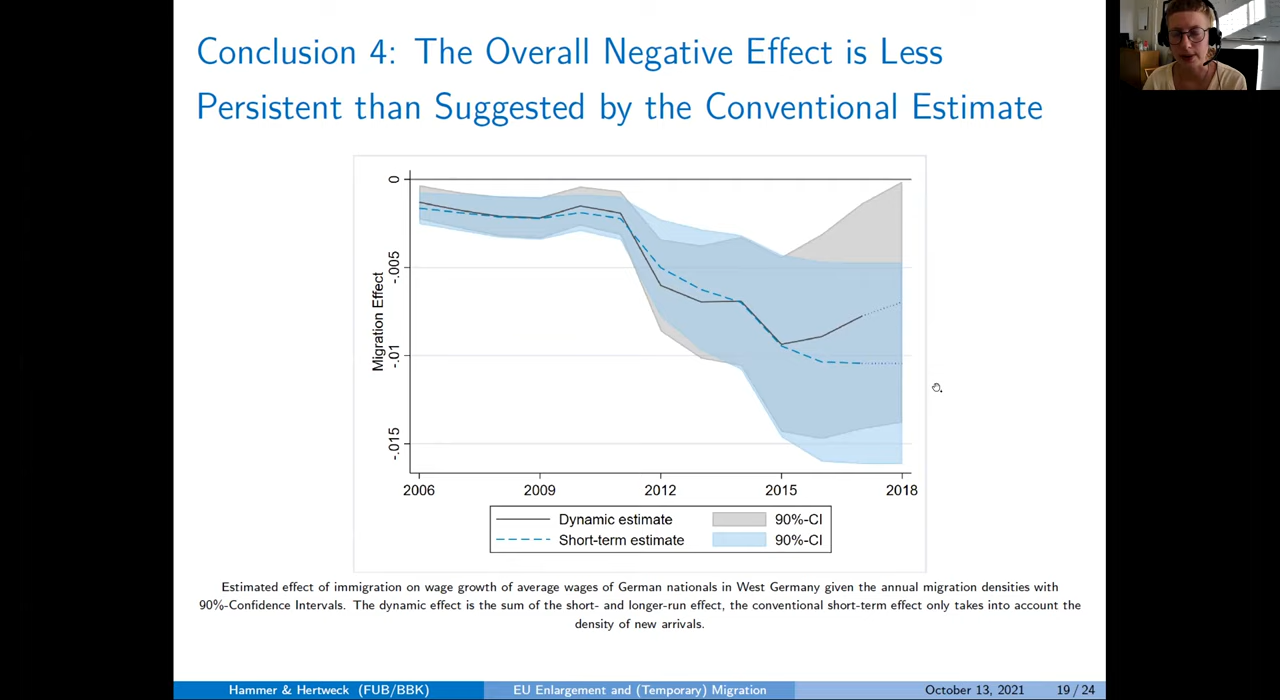 Conclusion 4: The Overall Negative Effect is Less
Persistent than Suggested by the Conventional Estimate
0
-.005
-.01
-.015
Migration Effect
2006 2009 2012 2015 2018
Dynamic estimate 90%-CI
Short-term estimate 90%-CI
Estimated effect of immigration on wage growth of average wages of German nationals in West Germany given the annual migration densities with
90%-Confidence Intervals. The dynamic effect is the sum of the short- and longer-run effect, the conventional short-term effect only takes into account the
density of new arrivals.
Hammer & Hertweck (FUB/BBK) EU Enlargement and (Temporary) Migration October 13, 2021 19 / 24